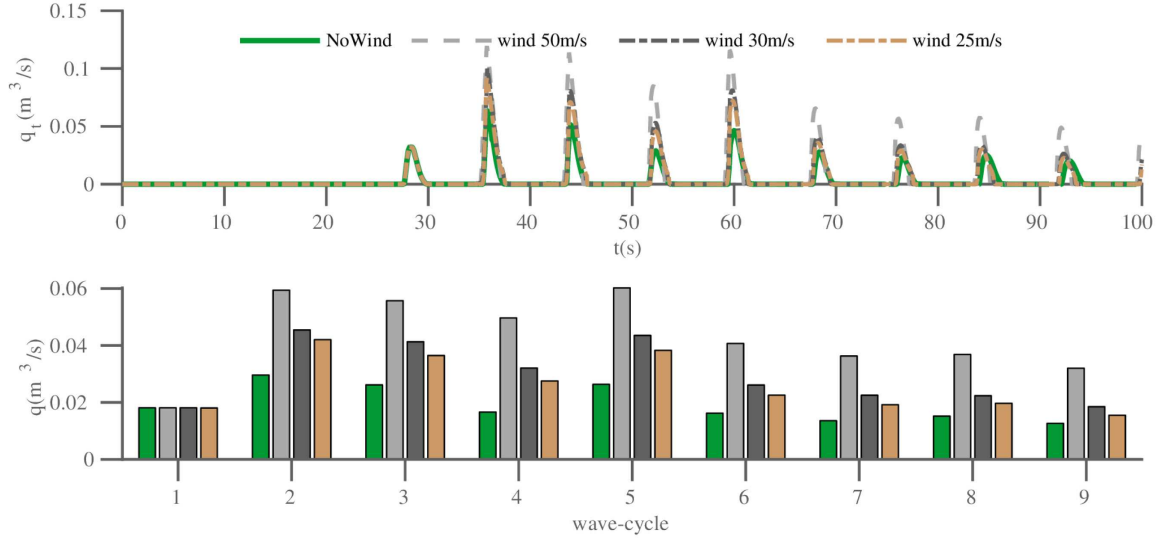 0.15
NoWind wind 50m/s wind 30m/s wind 25m/s
0.1
0.05
0
q_t (m^3/s)
0 10 20 30 40 50 60 70 80 90 100
t(s)
0.06
0.04
0.02
0
q(m^3/s)
1 2 3 4 5 6 7 8 9
wave-cycle